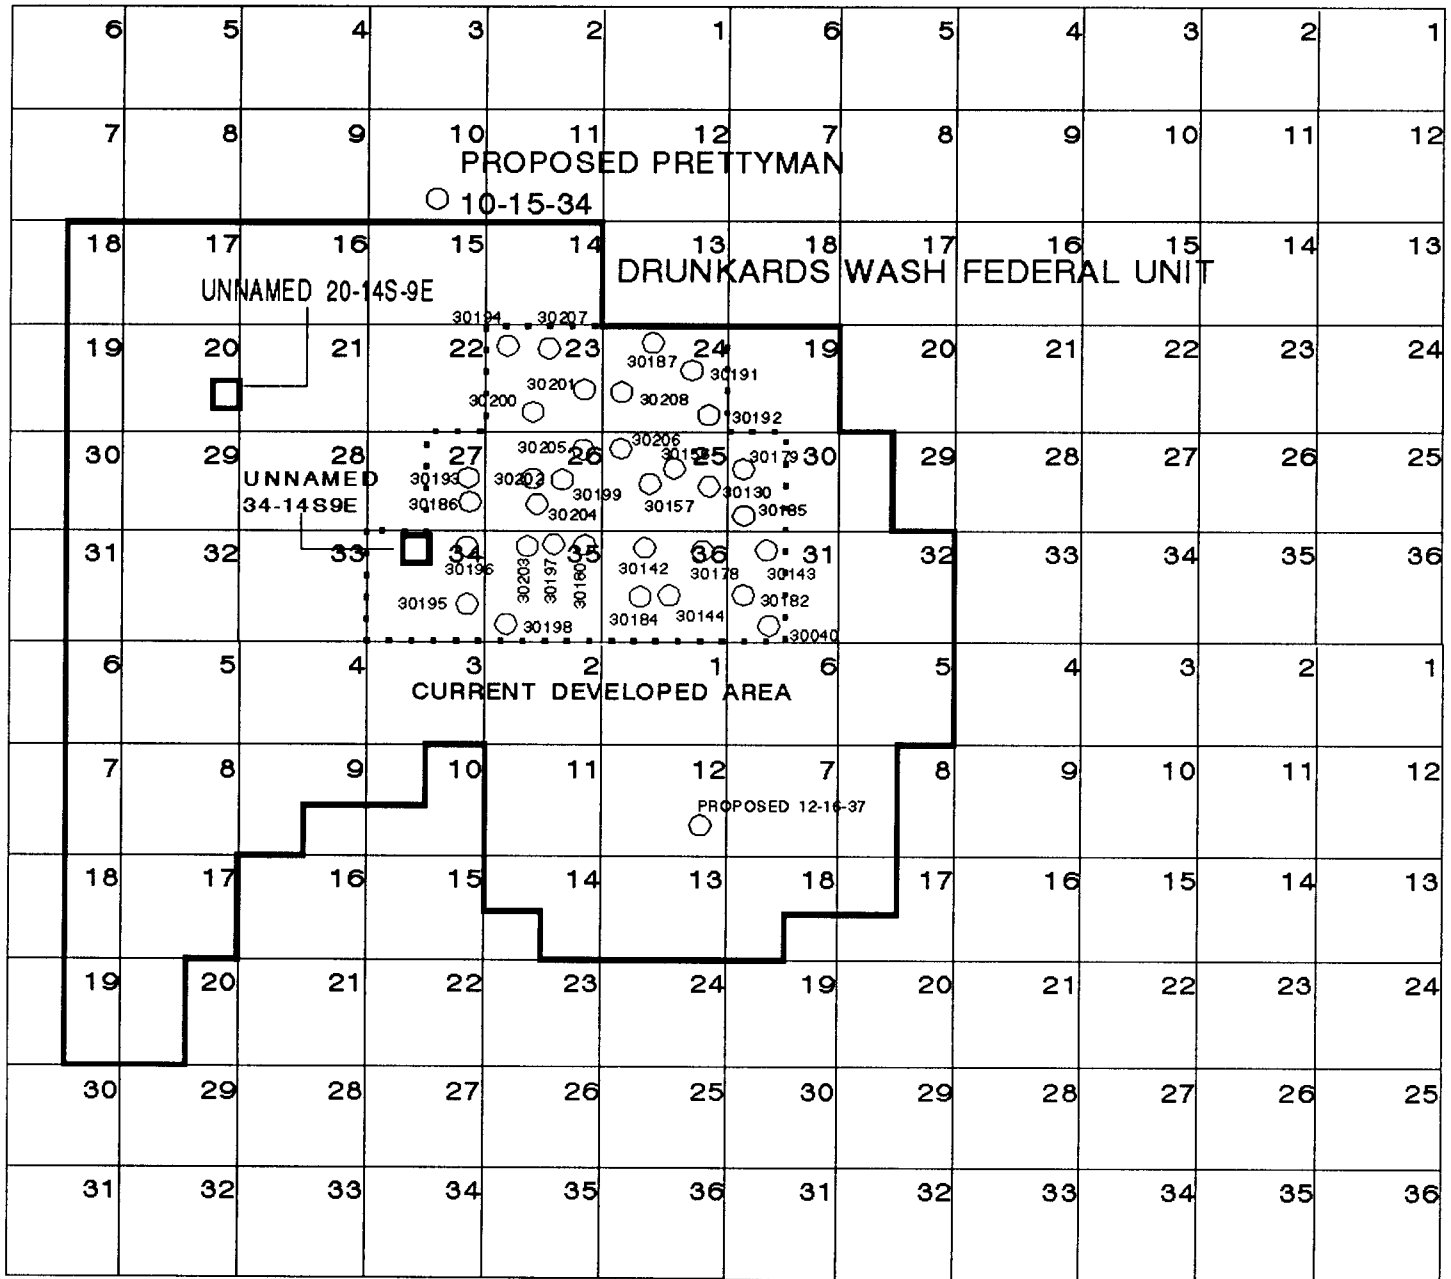 6 5 4 3 2 1 6 5 4 3 2 1
7 8 9 10 11 12 7 8 9 10 11 12
PROPOSED PRETTYMAN
10-15-34
18 17 16 15 14 13 18 17 16 15 14 13
DRUNKARDS WASH FEDERAL UNIT
UNNAMED 20-14S-9E
30194 30207
19 20 21 22 23 24 19 20 21 22 23 24
30187
30191
30201
30200 30208
30192
30205 30206
30 29 28 27 26 25 30 29 28 27 26 25
30179
UNNAMED
34-14S9E
30193 30202
30199 30130
30186 30157
30204 30185
31 32 33 34 35 36 31 32 33 34 35 36
30196 30203 30197 30180 30142 30178 30143
30195 30182
30184 30144
30198
30040
6 5 4 3 2 1 6 5 4 3 2 1
CURRENT DEVELOPED AREA
7 8 9 10 11 12 7 8 9 10 11 12
PROPOSED 12-16-37
18 17 16 15 14 13 18 17 16 15 14 13
19 20 21 22 23 24 19 20 21 22 23 24
30 29 28 27 26 25 30 29 28 27 26 25
31 32 33 34 35 36 31 32 33 34 35 36